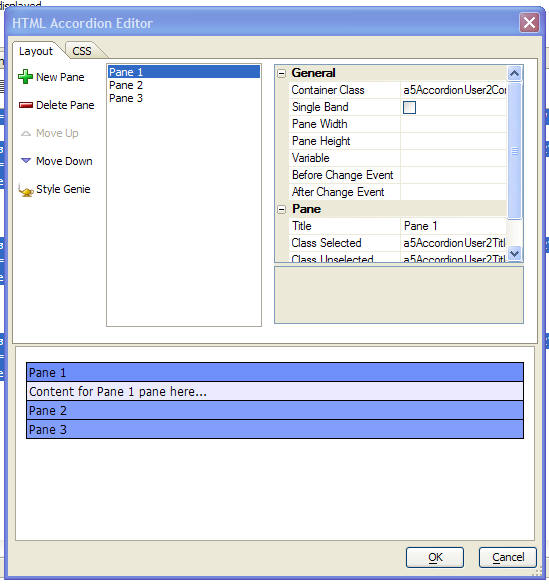 displayed
HTML Accordion Editor
Layout
CSS
New Pane
Delete Pane
Move Up
Move Down
Style Genie
Pane 1
Pane 2
Pane 3
General
Container Class a5AccordionUser2Con
Single Band
Pane Width
Pane Height
Variable
Before Change Event
After Change Event
Pane
Title Pane 1
Class Selected a5AccordionUser2Titl
Class Unselected a5AccordionUser2Titl
Pane 1
Content for Pane 1 pane here...
Pane 2
Pane 3
OK
Cancel